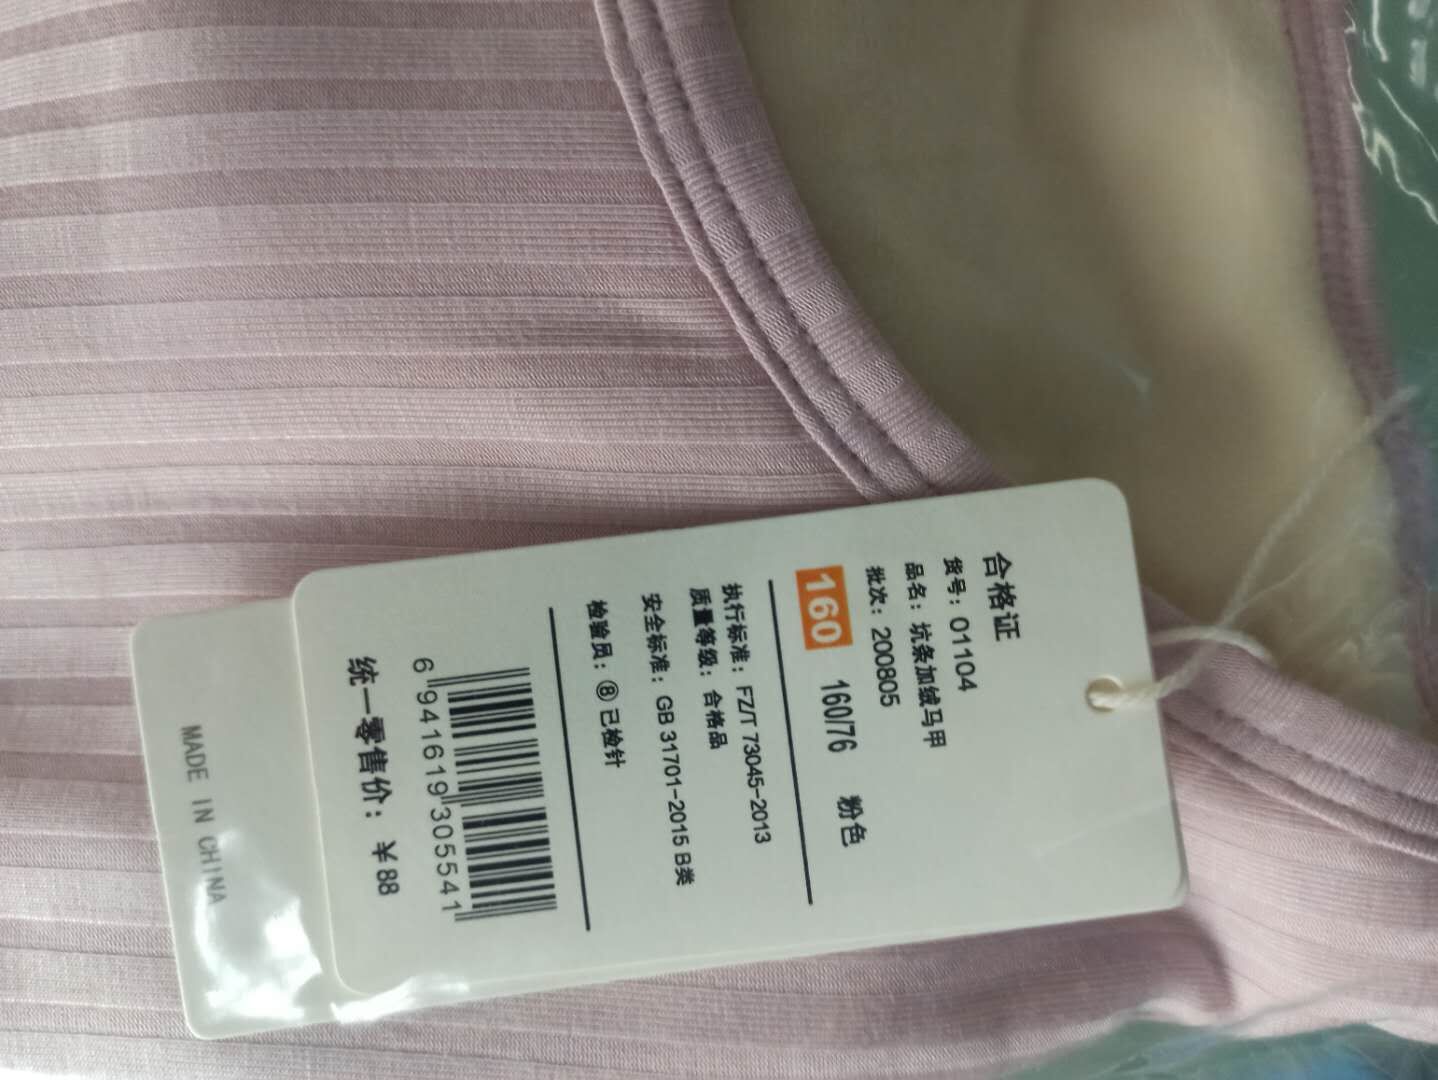 合格证
货号：01104
品名：坑条加绒马甲
批次：200805
160 160/76 粉色
执行标准：FZ/T 73045-2013
质量等级：合格品
安全标准：GB 31701-2015 B类
检验员：⑧ 已检针
6 941619 305541
统一零售价：￥88
MADE IN CHINA